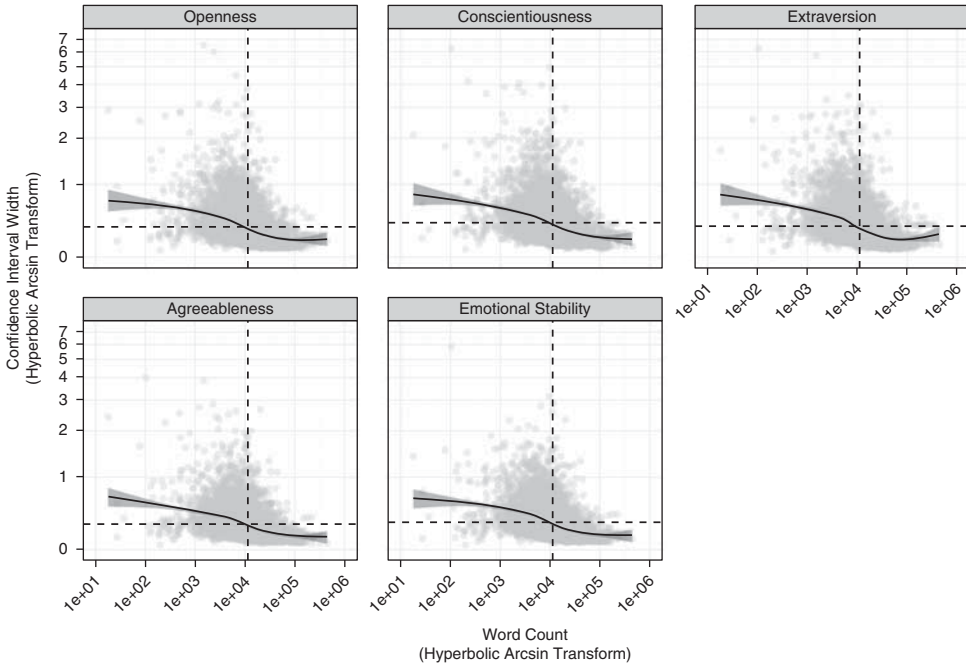 Openness
Conscientiousness
Extraversion
7
6
5
4
3
2
1
0
1e+01
1e+02
1e+03
1e+04
1e+05
1e+06
Agreeableness
Emotional Stability
7
6
5
4
3
2
1
0
1e+01
1e+02
1e+03
1e+04
1e+05
1e+06
1e+01
1e+02
1e+03
1e+04
1e+05
1e+06
Confidence Interval Width
(Hyperbolic Arcsin Transform)
Word Count
(Hyperbolic Arcsin Transform)